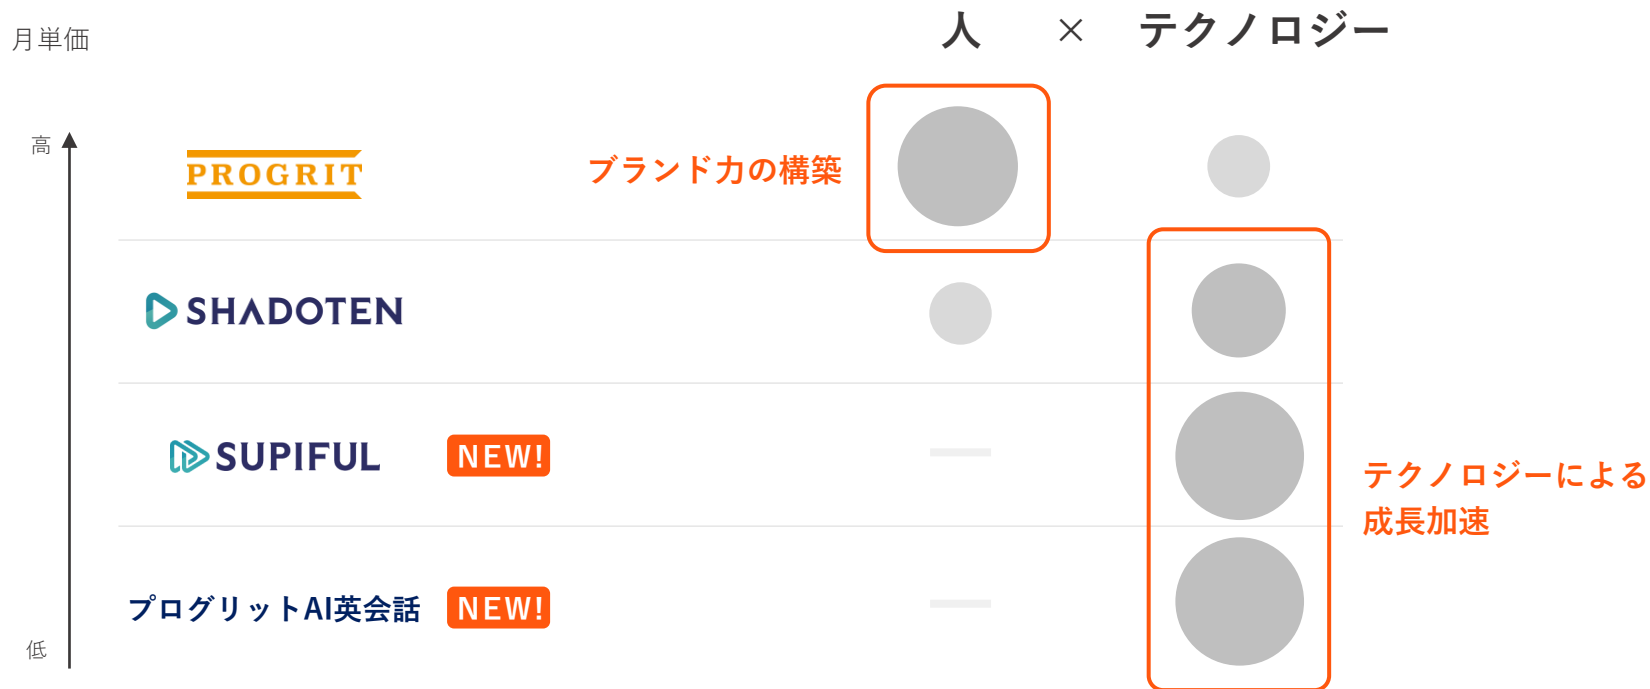 月単価
人 × テクノロジー
高
PROGRIT
ブランド力の構築
SHADOTEN
SUPIFUL
NEW!
テクノロジーによる
成長加速
プログリットAI英会話
NEW!
低